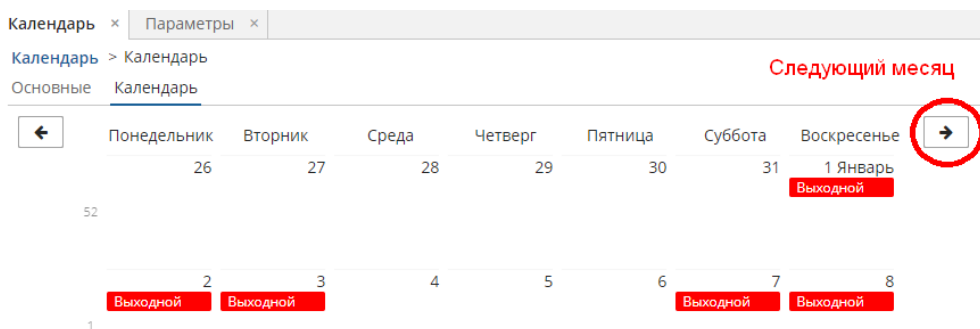 Календарь × Параметры ×
Календарь > Календарь
Следующий месяц
Основные Календарь
Понедельник Вторник Среда Четверг Пятница Суббота Воскресенье
26 27 28 29 30 31 1 Январь
Выходной
52
2 3 4 5 6 7 8
Выходной Выходной Выходной Выходной
1